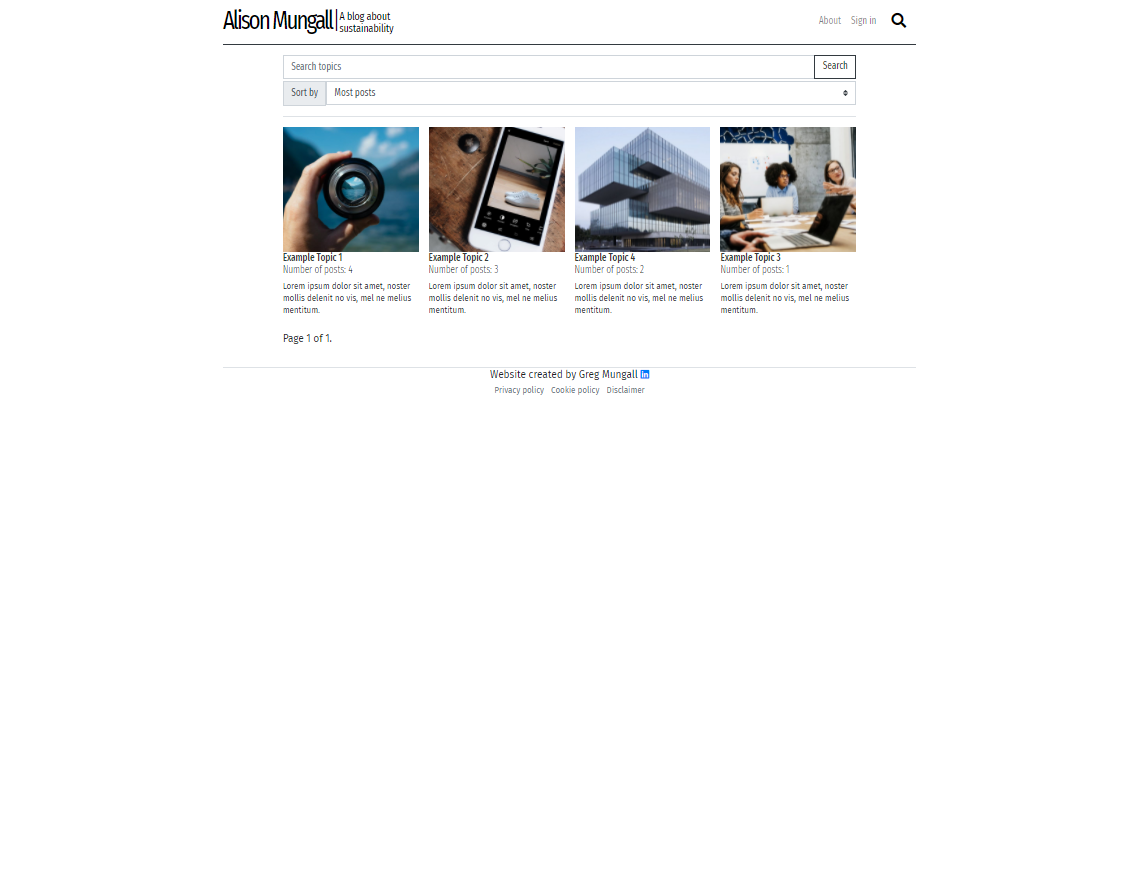 Alison Mungall
A blog about
sustainability
About Sign in
Search topics Search
Sort by Most posts
Example Topic 1
Number of posts: 4
Lorem ipsum dolor sit amet, noster
mollis delenit no vis, mel ne melius
mentitum.
Example Topic 2
Number of posts: 3
Lorem ipsum dolor sit amet, noster
mollis delenit no vis, mel ne melius
mentitum.
Example Topic 4
Number of posts: 2
Lorem ipsum dolor sit amet, noster
mollis delenit no vis, mel ne melius
mentitum.
Example Topic 3
Number of posts: 1
Lorem ipsum dolor sit amet, noster
mollis delenit no vis, mel ne melius
mentitum.
Page 1 of 1.
Website created by Greg Mungall in
Privacy policy Cookie policy Disclaimer